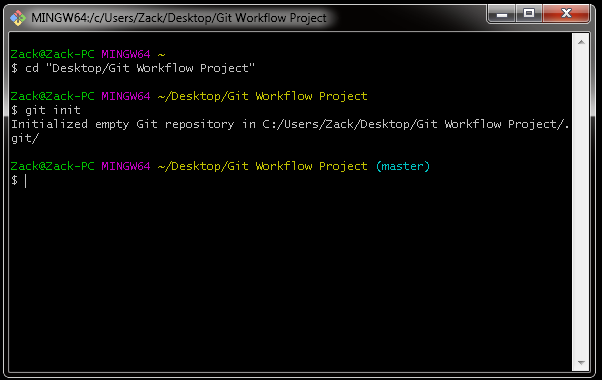 MINGW64:/c/Users/Zack/Desktop/Git Workflow Project
Zack@Zack-PC MINGW64 ~
$ cd "Desktop/Git Workflow Project"
Zack@Zack-PC MINGW64 ~/Desktop/Git Workflow Project
$ git init
Initialized empty Git repository in C:/Users/Zack/Desktop/Git Workflow Project/.
git/
Zack@Zack-PC MINGW64 ~/Desktop/Git Workflow Project (master)
$